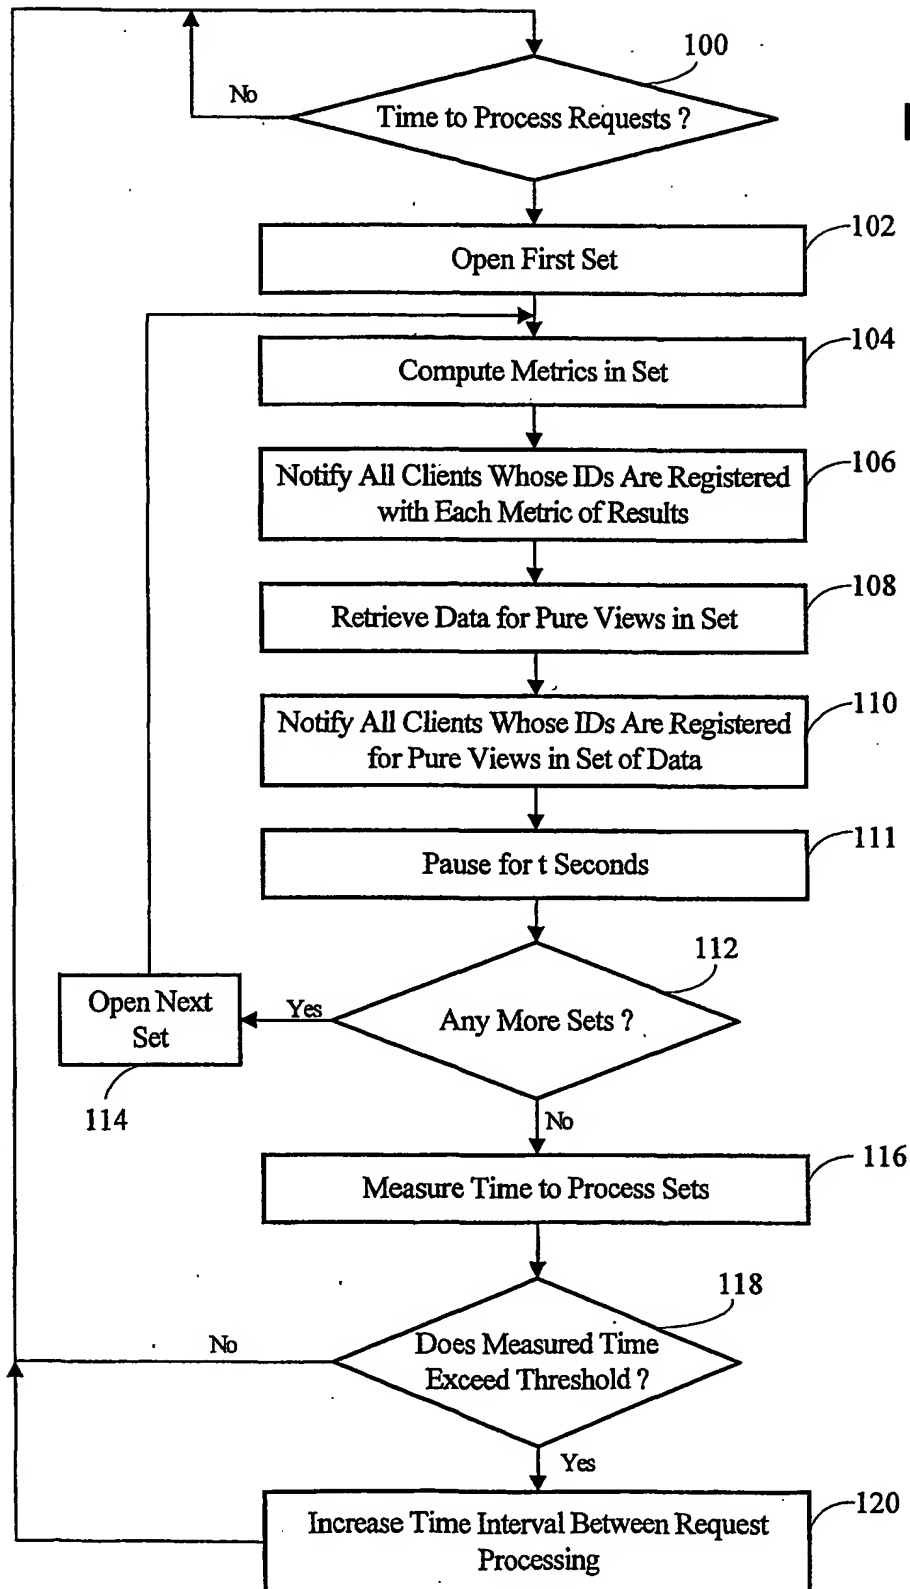 100
No
Time to Process Requests ?
102
Open First Set
104
Compute Metrics in Set
106
Notify All Clients Whose IDs Are Registered
with Each Metric of Results
108
Retrieve Data for Pure Views in Set
110
Notify All Clients Whose IDs Are Registered
for Pure Views in Set of Data
111
Pause for t Seconds
112
Open Next
Set
Yes
Any More Sets ?
114
No
116
Measure Time to Process Sets
118
No
Does Measured Time
Exceed Threshold ?
Yes
120
Increase Time Interval Between Request
Processing